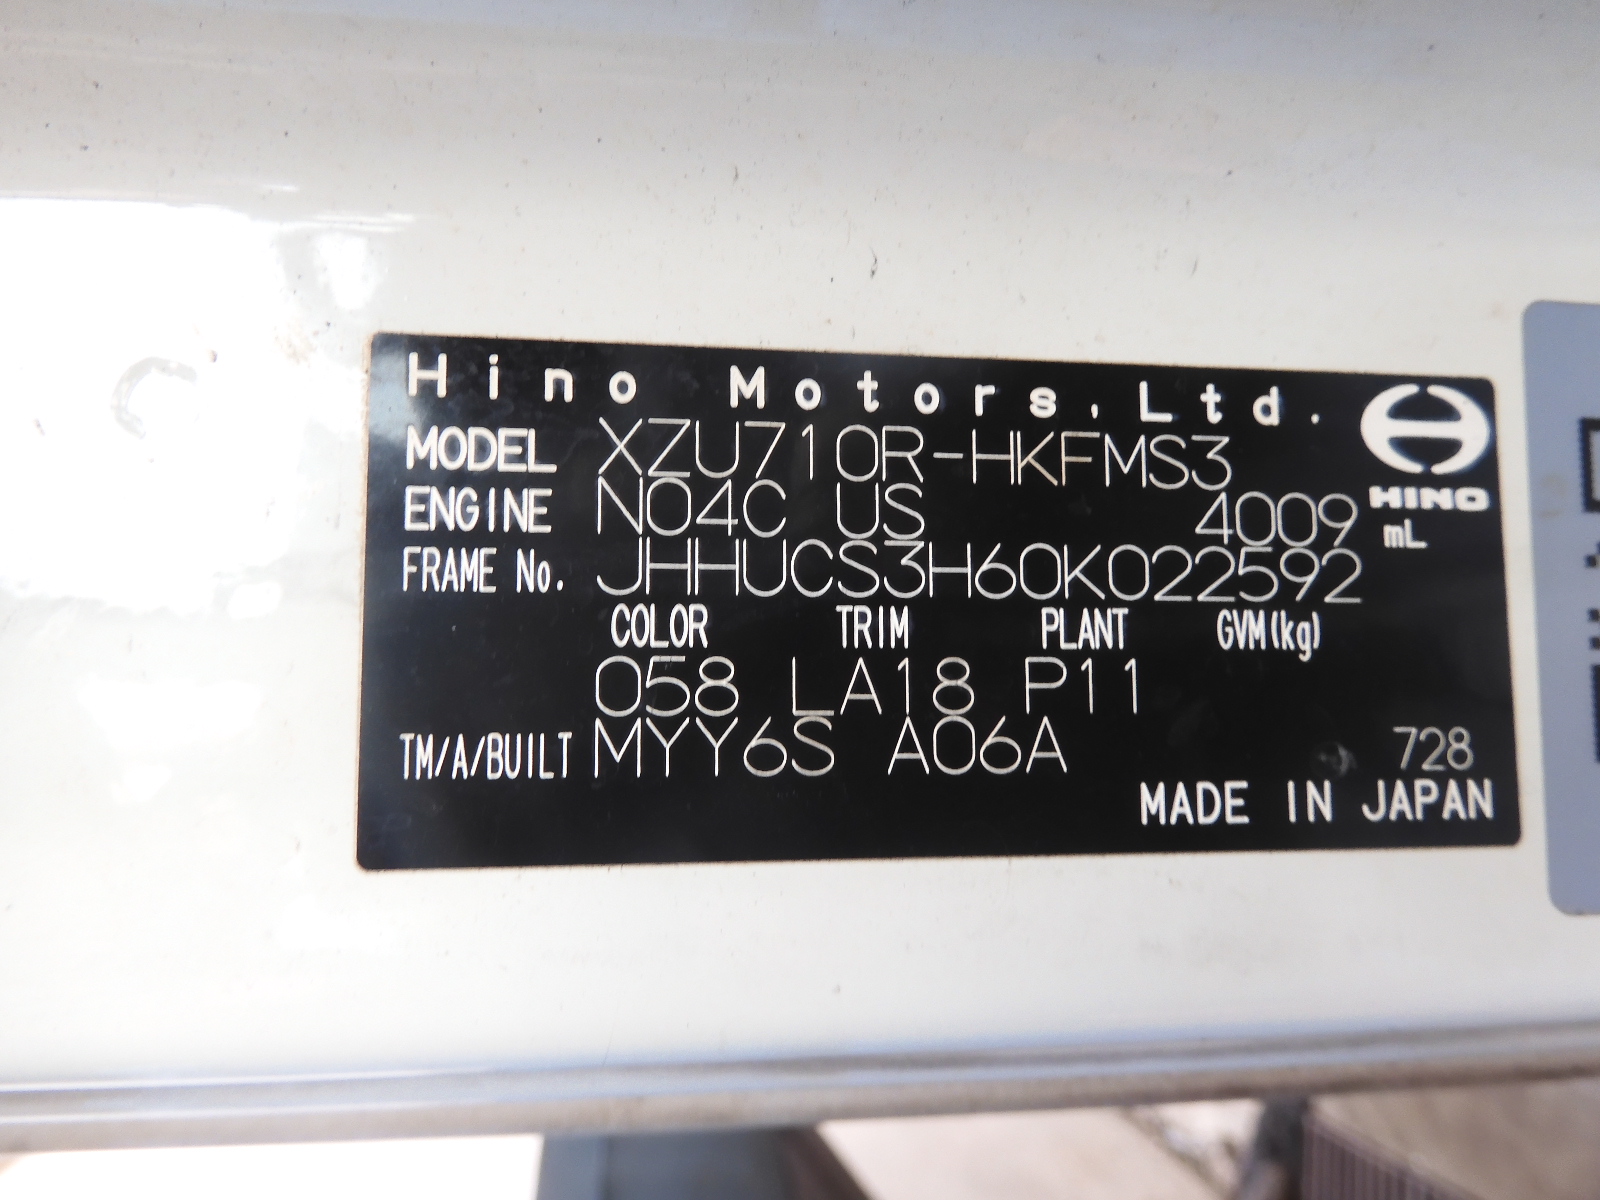 Hino Motors, Ltd.
MODEL XZU710R-HKFMS3
HINO
ENGINE N04C US 4009 mL
FRAME No. JHHUCS3H60K022592
COLOR TRIM PLANT GVM(kg)
058 LA18 P11
TM/A/BUILT MYY6S A06A 728
MADE IN JAPAN